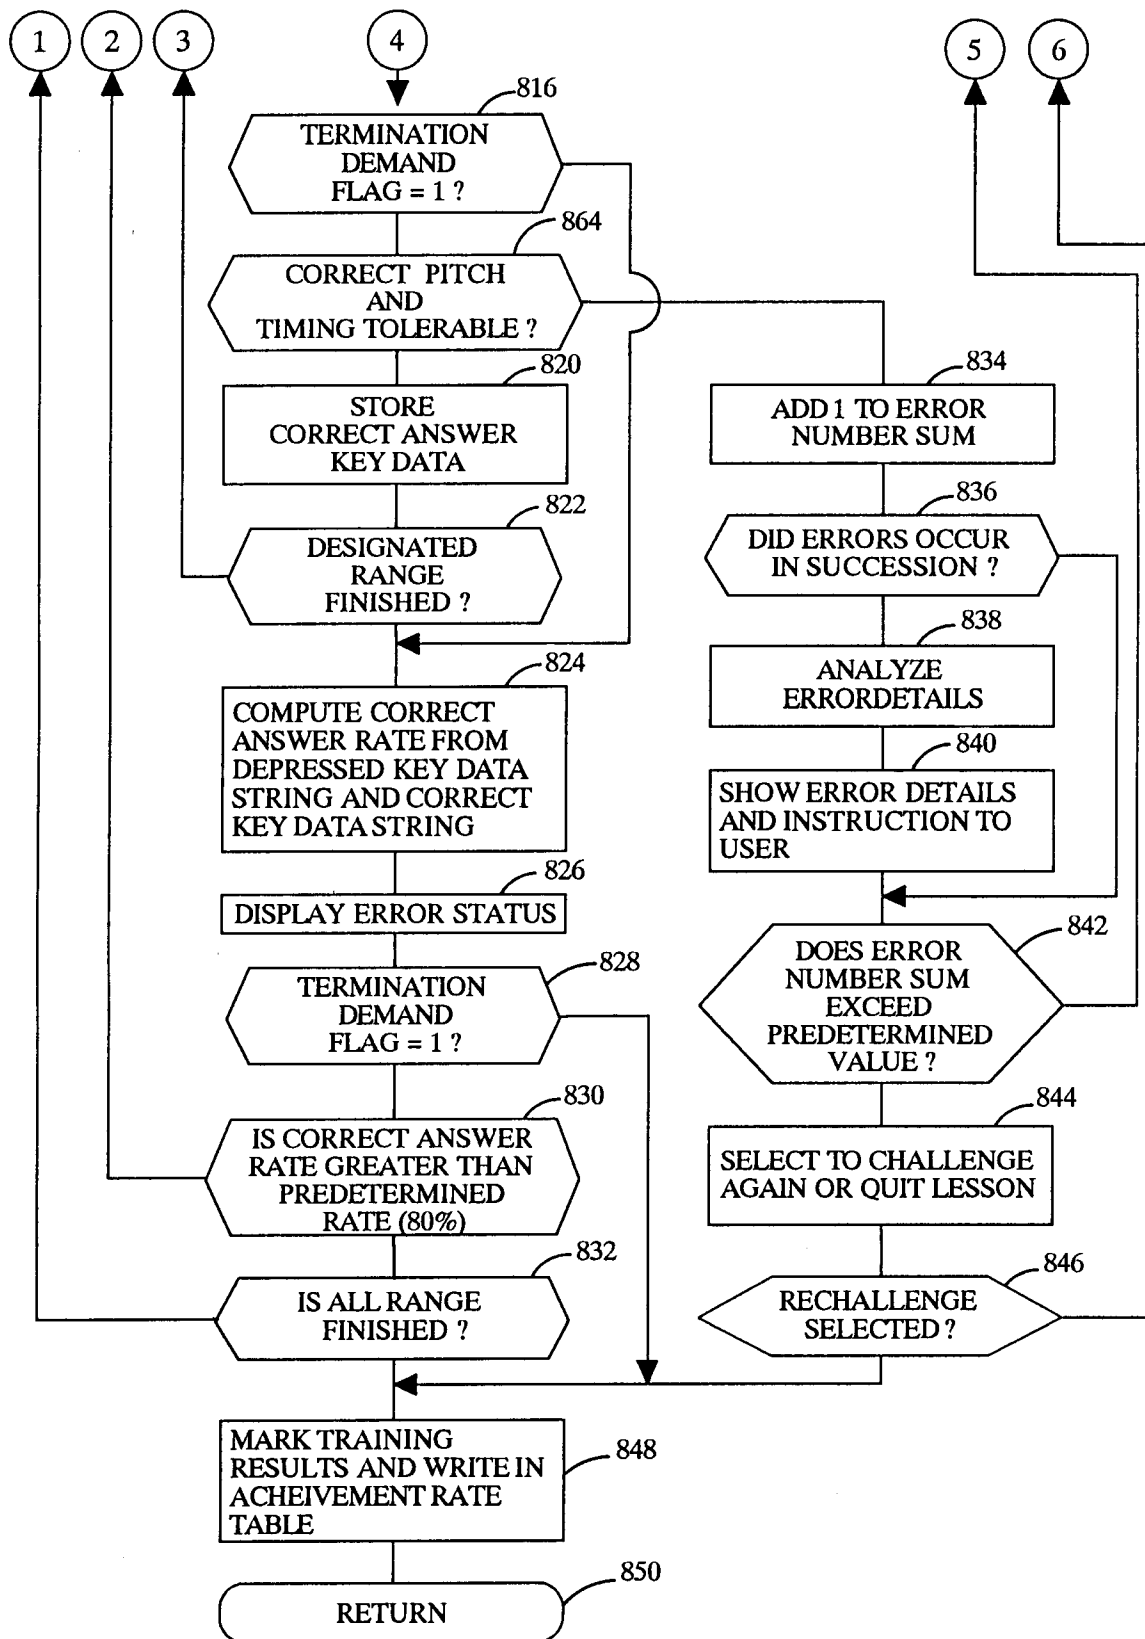 1
2
3
4
5
6
816
TERMINATION
DEMAND
FLAG = 1 ?
864
CORRECT PITCH
AND
TIMING TOLERABLE ?
820
STORE
CORRECT ANSWER
KEY DATA
822
DESIGNATED
RANGE
FINISHED ?
824
COMPUTE CORRECT
ANSWER RATE FROM
DEPRESSED KEY DATA
STRING AND CORRECT
KEY DATA STRING
826
DISPLAY ERROR STATUS
828
TERMINATION
DEMAND
FLAG = 1 ?
830
IS CORRECT ANSWER
RATE GREATER THAN
PREDETERMINED
RATE (80%)
832
IS ALL RANGE
FINISHED ?
834
ADD 1 TO ERROR
NUMBER SUM
836
DID ERRORS OCCUR
IN SUCCESSION ?
838
ANALYZE
ERRORDETAILS
840
SHOW ERROR DETAILS
AND INSTRUCTION TO
USER
842
DOES ERROR
NUMBER SUM
EXCEED
PREDETERMINED
VALUE ?
844
SELECT TO CHALLENGE
AGAIN OR QUIT LESSON
846
RECHALLENGE
SELECTED ?
848
MARK TRAINING
RESULTS AND WRITE IN
ACHEIVEMENT RATE
TABLE
850
RETURN